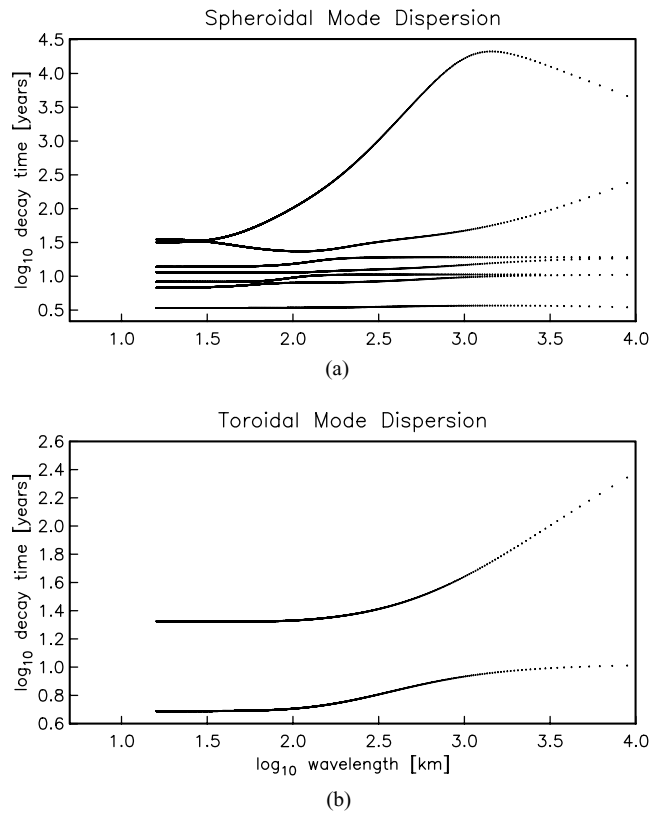 Spheroidal Mode Dispersion
4.5
4.0
3.5
3.0
2.5
2.0
1.5
1.0
0.5
log10 decay time [years]
1.0 1.5 2.0 2.5 3.0 3.5 4.0
(a)
Toroidal Mode Dispersion
2.6
2.4
2.2
2.0
1.8
1.6
1.4
1.2
1.0
0.8
0.6
log10 decay time [years]
1.0 1.5 2.0 2.5 3.0 3.5 4.0
log10 wavelength [km]
(b)